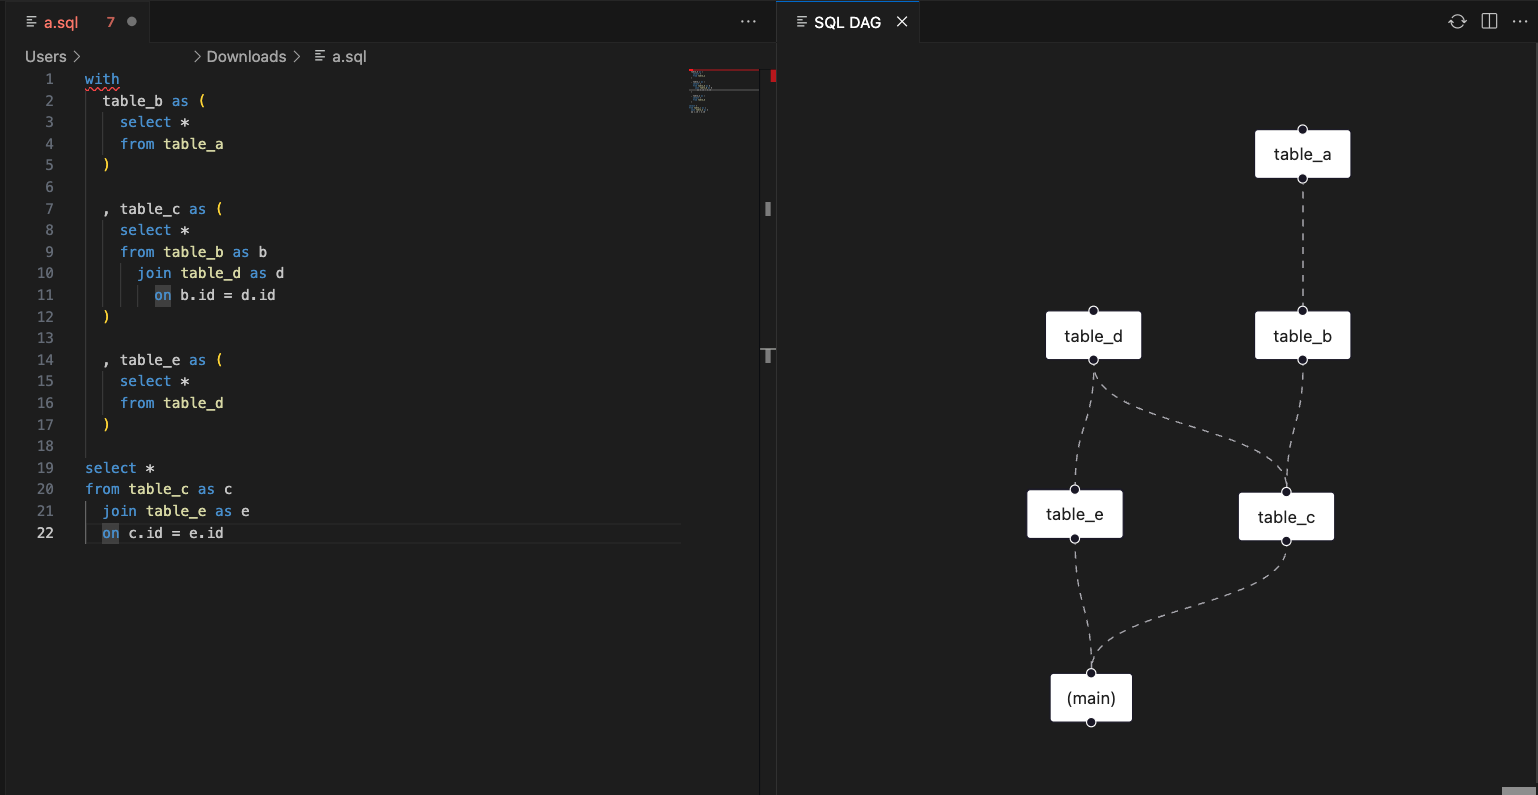 a.sql 7
SQL DAG
Users > > Downloads > a.sql
1 with
2 table_b as (
3 select *
4 from table_a
5 )
6
7 , table_c as (
8 select *
9 from table_b as b
10 join table_d as d
11 on b.id = d.id
12 )
13
14 , table_e as (
15 select *
16 from table_d
17 )
18
19 select *
20 from table_c as c
21 join table_e as e
22 on c.id = e.id
table_a
table_d
table_b
table_e
table_c
(main)